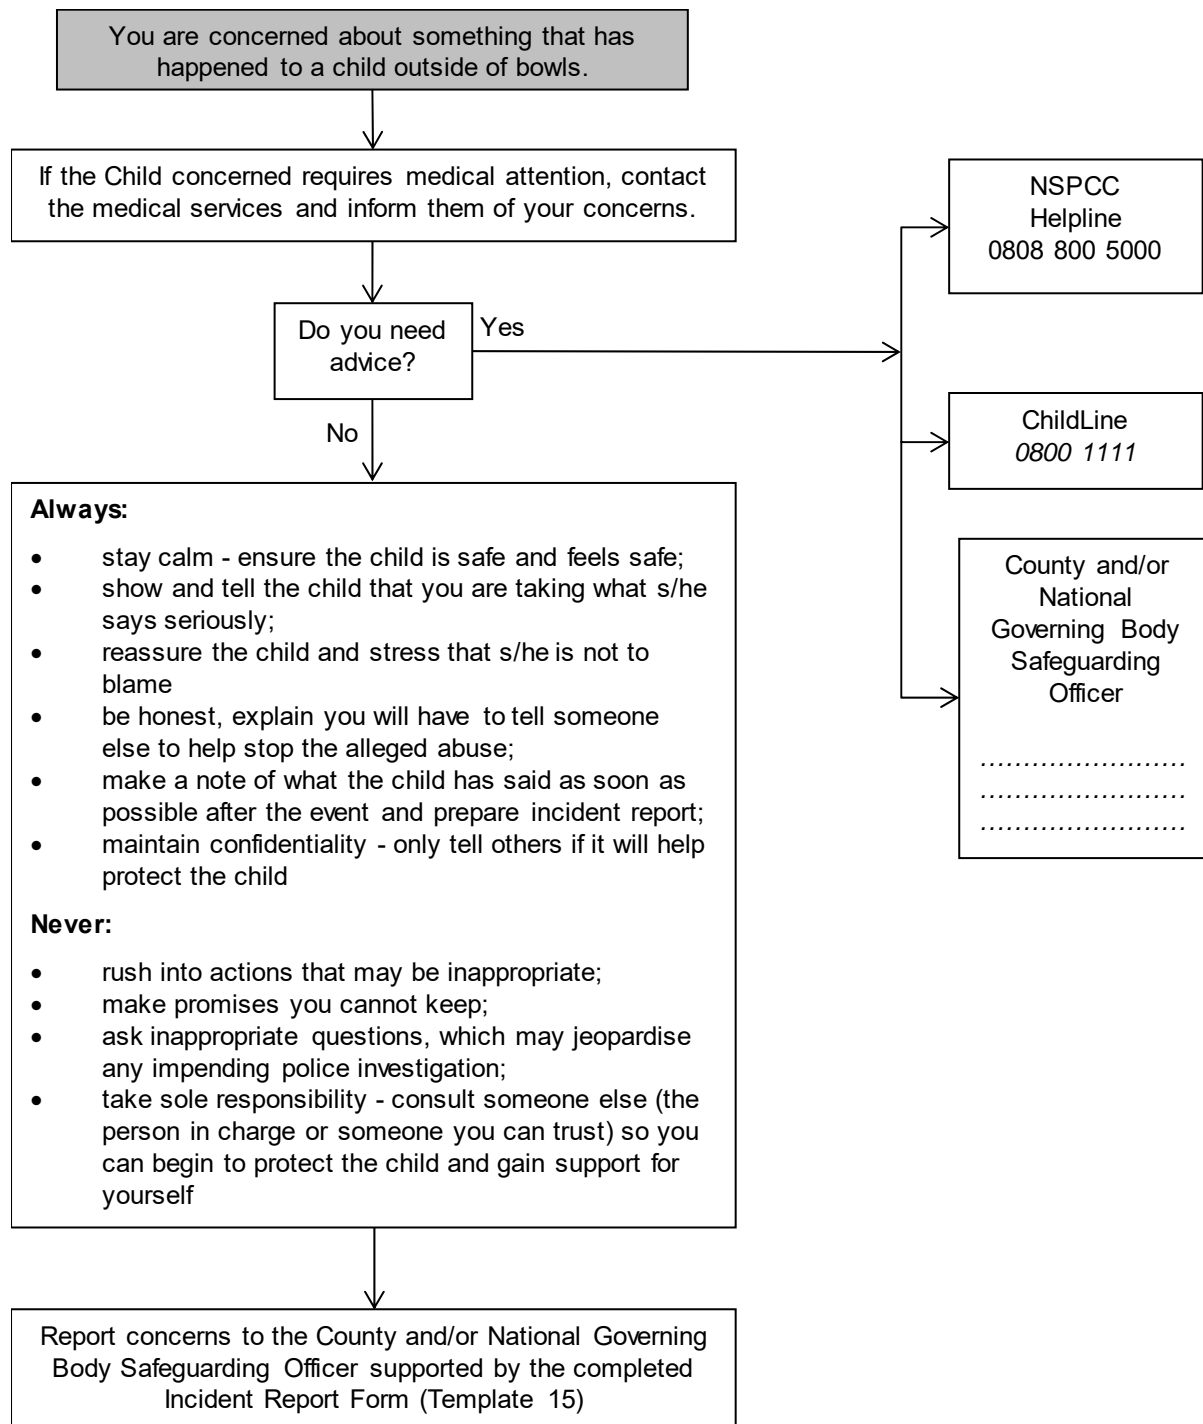 You are concerned about something that has
happened to a child outside of bowls.
If the Child concerned requires medical attention, contact
the medical services and inform them of your concerns.
Do you need
advice?
Yes
No
NSPCC
Helpline
0808 800 5000
ChildLine
0800 1111
County and/or
National
Governing Body
Safeguarding
Officer
........................
........................
........................
Always:
• stay calm - ensure the child is safe and feels safe;
• show and tell the child that you are taking what s/he
says seriously;
• reassure the child and stress that s/he is not to
blame
• be honest, explain you will have to tell someone
else to help stop the alleged abuse;
• make a note of what the child has said as soon as
possible after the event and prepare incident report;
• maintain confidentiality - only tell others if it will help
protect the child
Never:
• rush into actions that may be inappropriate;
• make promises you cannot keep;
• ask inappropriate questions, which may jeopardise
any impending police investigation;
• take sole responsibility - consult someone else (the
person in charge or someone you can trust) so you
can begin to protect the child and gain support for
yourself
Report concerns to the County and/or National Governing
Body Safeguarding Officer supported by the completed
Incident Report Form (Template 15)